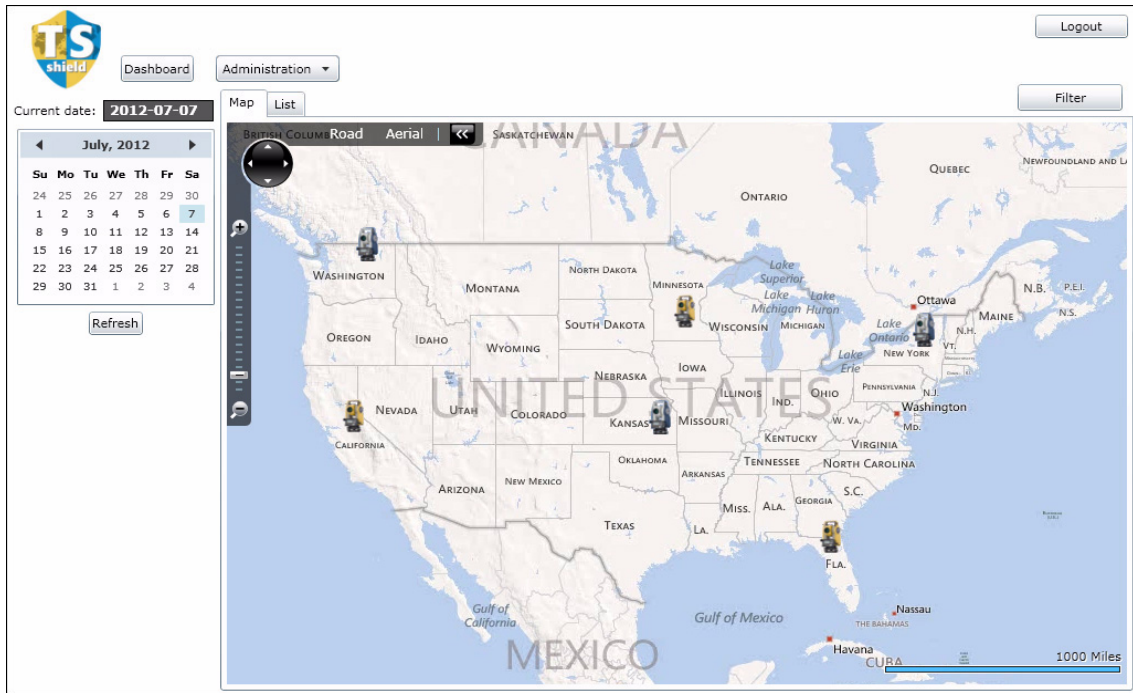 TS
shield
Logout
Dashboard
Administration
Current date: 2012-07-07
Map
List
Filter
July, 2012
Su Mo Tu We Th Fr Sa
24 25 26 27 28 29 30
1 2 3 4 5 6 7
8 9 10 11 12 13 14
15 16 17 18 19 20 21
22 23 24 25 26 27 28
29 30 31 1 2 3 4
Refresh
Road Aerial
CANADA
BRITISH COLUM
SASKATCHEWAN
ONTARIO
QUEBEC
NEWFOUNDLAND AND L
WASHINGTON
MONTANA
NORTH DAKOTA
MINNESOTA
Lake
Superior
Lake
Michigan
Lake
Huron
Ottawa
N.B.
P.E.I.
N.S.
MAINE
OREGON
IDAHO
WYOMING
SOUTH DAKOTA
WISCONSIN
MICHIGAN
Lake
Ontario
N.H.
VT.
NEW YORK
Lake
Erie
NEBRASKA
IOWA
UNITED STATES
ILLINOIS
IND.
OHIO
PENNSYLVANIA
N.J.
NEVADA
UTAH
COLORADO
KANSAS
MISSOURI
W. VA.
Washington
MD.
CALIFORNIA
KENTUCKY
VIRGINIA
OKLAHOMA
ARKANSAS
TENNESSEE
NORTH CAROLINA
ARIZONA
NEW MEXICO
MISS.
ALA.
GEORGIA
S.C.
TEXAS
LA.
FLA.
Gulf of
California
Gulf of Mexico
Nassau
THE BAHAMAS
MEXICO
Havana
CUBA
1000 Miles